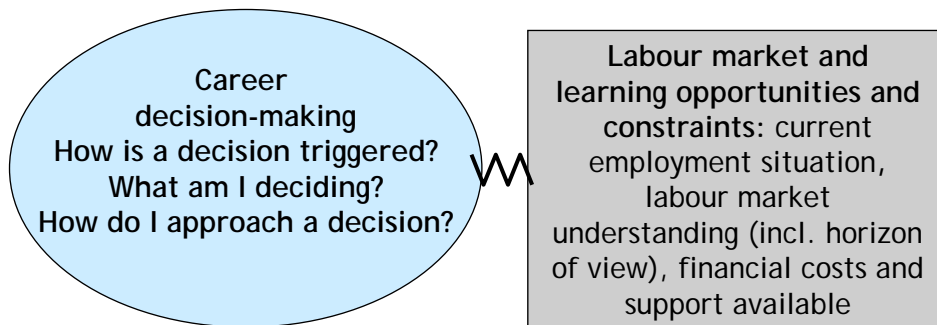 Career
decision-making
How is a decision triggered?
What am I deciding?
How do I approach a decision?
Labour market and
learning opportunities and
constraints: current
employment situation,
labour market
understanding (incl. horizon
of view), financial costs and
support available